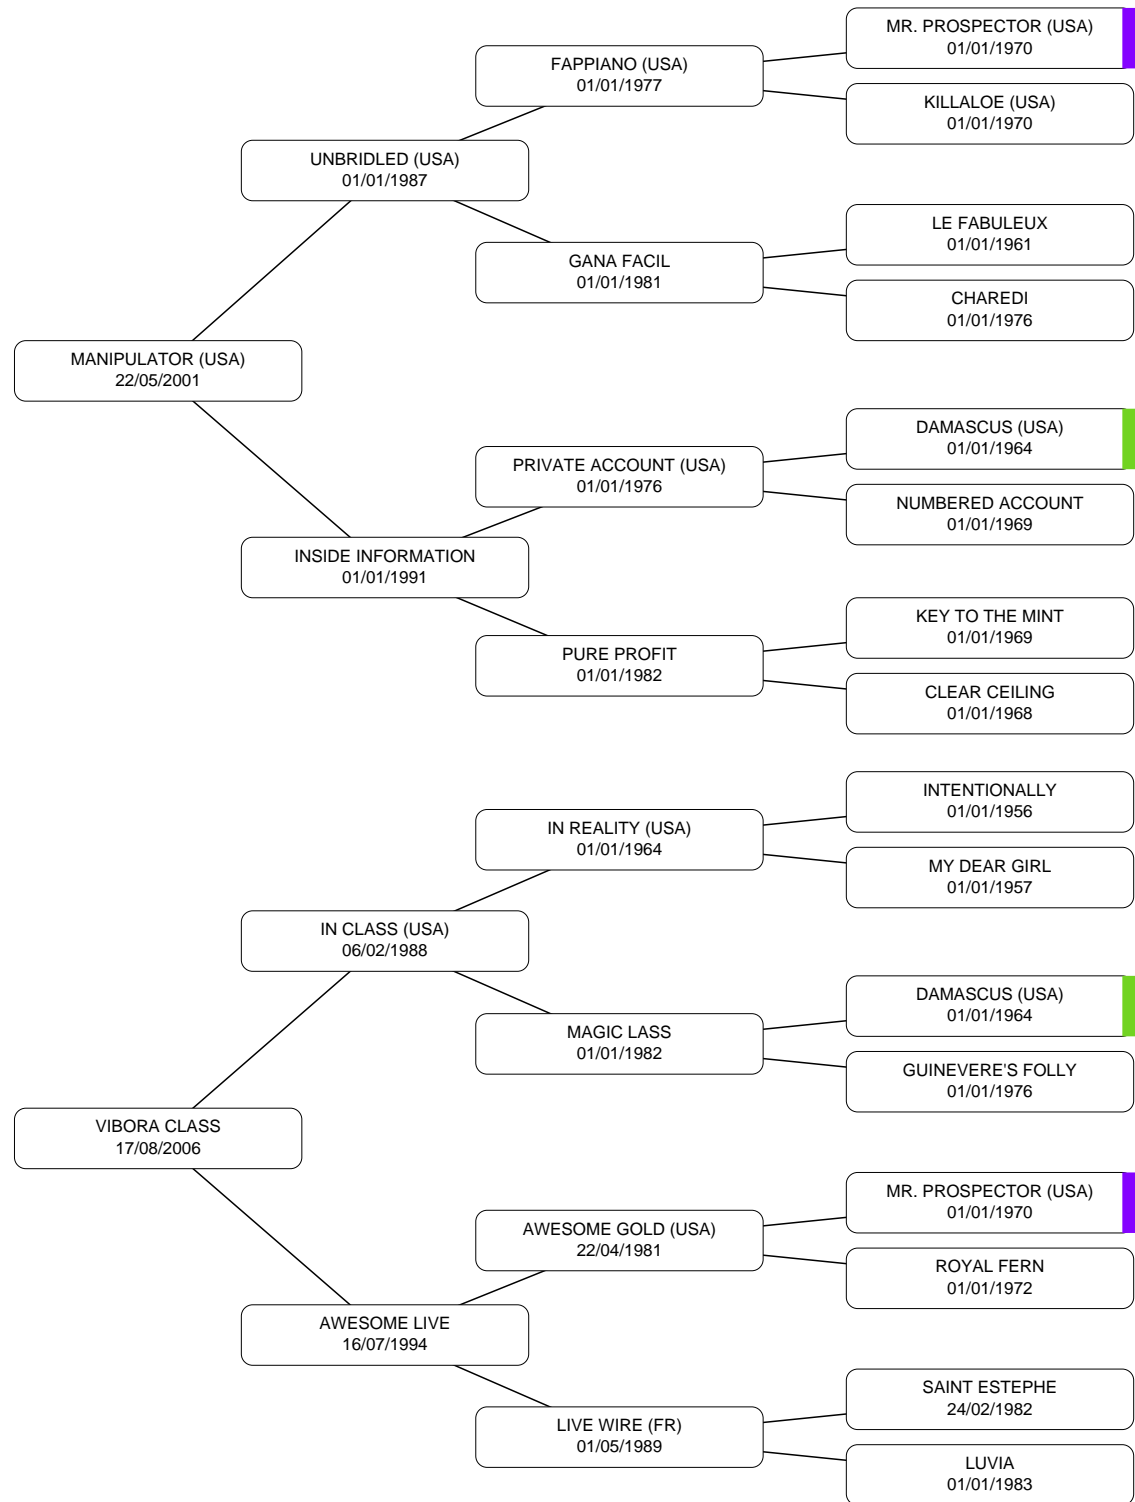 MR. PROSPECTOR (USA)
01/01/1970
FAPPIANO (USA)
01/01/1977
KILLALOE (USA)
01/01/1970
UNBRIDLED (USA)
01/01/1987
LE FABULEUX
01/01/1961
GANA FACIL
01/01/1981
CHAREDI
01/01/1976
MANIPULATOR (USA)
22/05/2001
DAMASCUS (USA)
01/01/1964
PRIVATE ACCOUNT (USA)
01/01/1976
NUMBERED ACCOUNT
01/01/1969
INSIDE INFORMATION
01/01/1991
KEY TO THE MINT
01/01/1969
PURE PROFIT
01/01/1982
CLEAR CEILING
01/01/1968
INTENTIONALLY
01/01/1956
IN REALITY (USA)
01/01/1964
MY DEAR GIRL
01/01/1957
IN CLASS (USA)
06/02/1988
DAMASCUS (USA)
01/01/1964
MAGIC LASS
01/01/1982
GUINEVERE'S FOLLY
01/01/1976
VIBORA CLASS
17/08/2006
MR. PROSPECTOR (USA)
01/01/1970
AWESOME GOLD (USA)
22/04/1981
ROYAL FERN
01/01/1972
AWESOME LIVE
16/07/1994
SAINT ESTEPHE
24/02/1982
LIVE WIRE (FR)
01/05/1989
LUVIA
01/01/1983